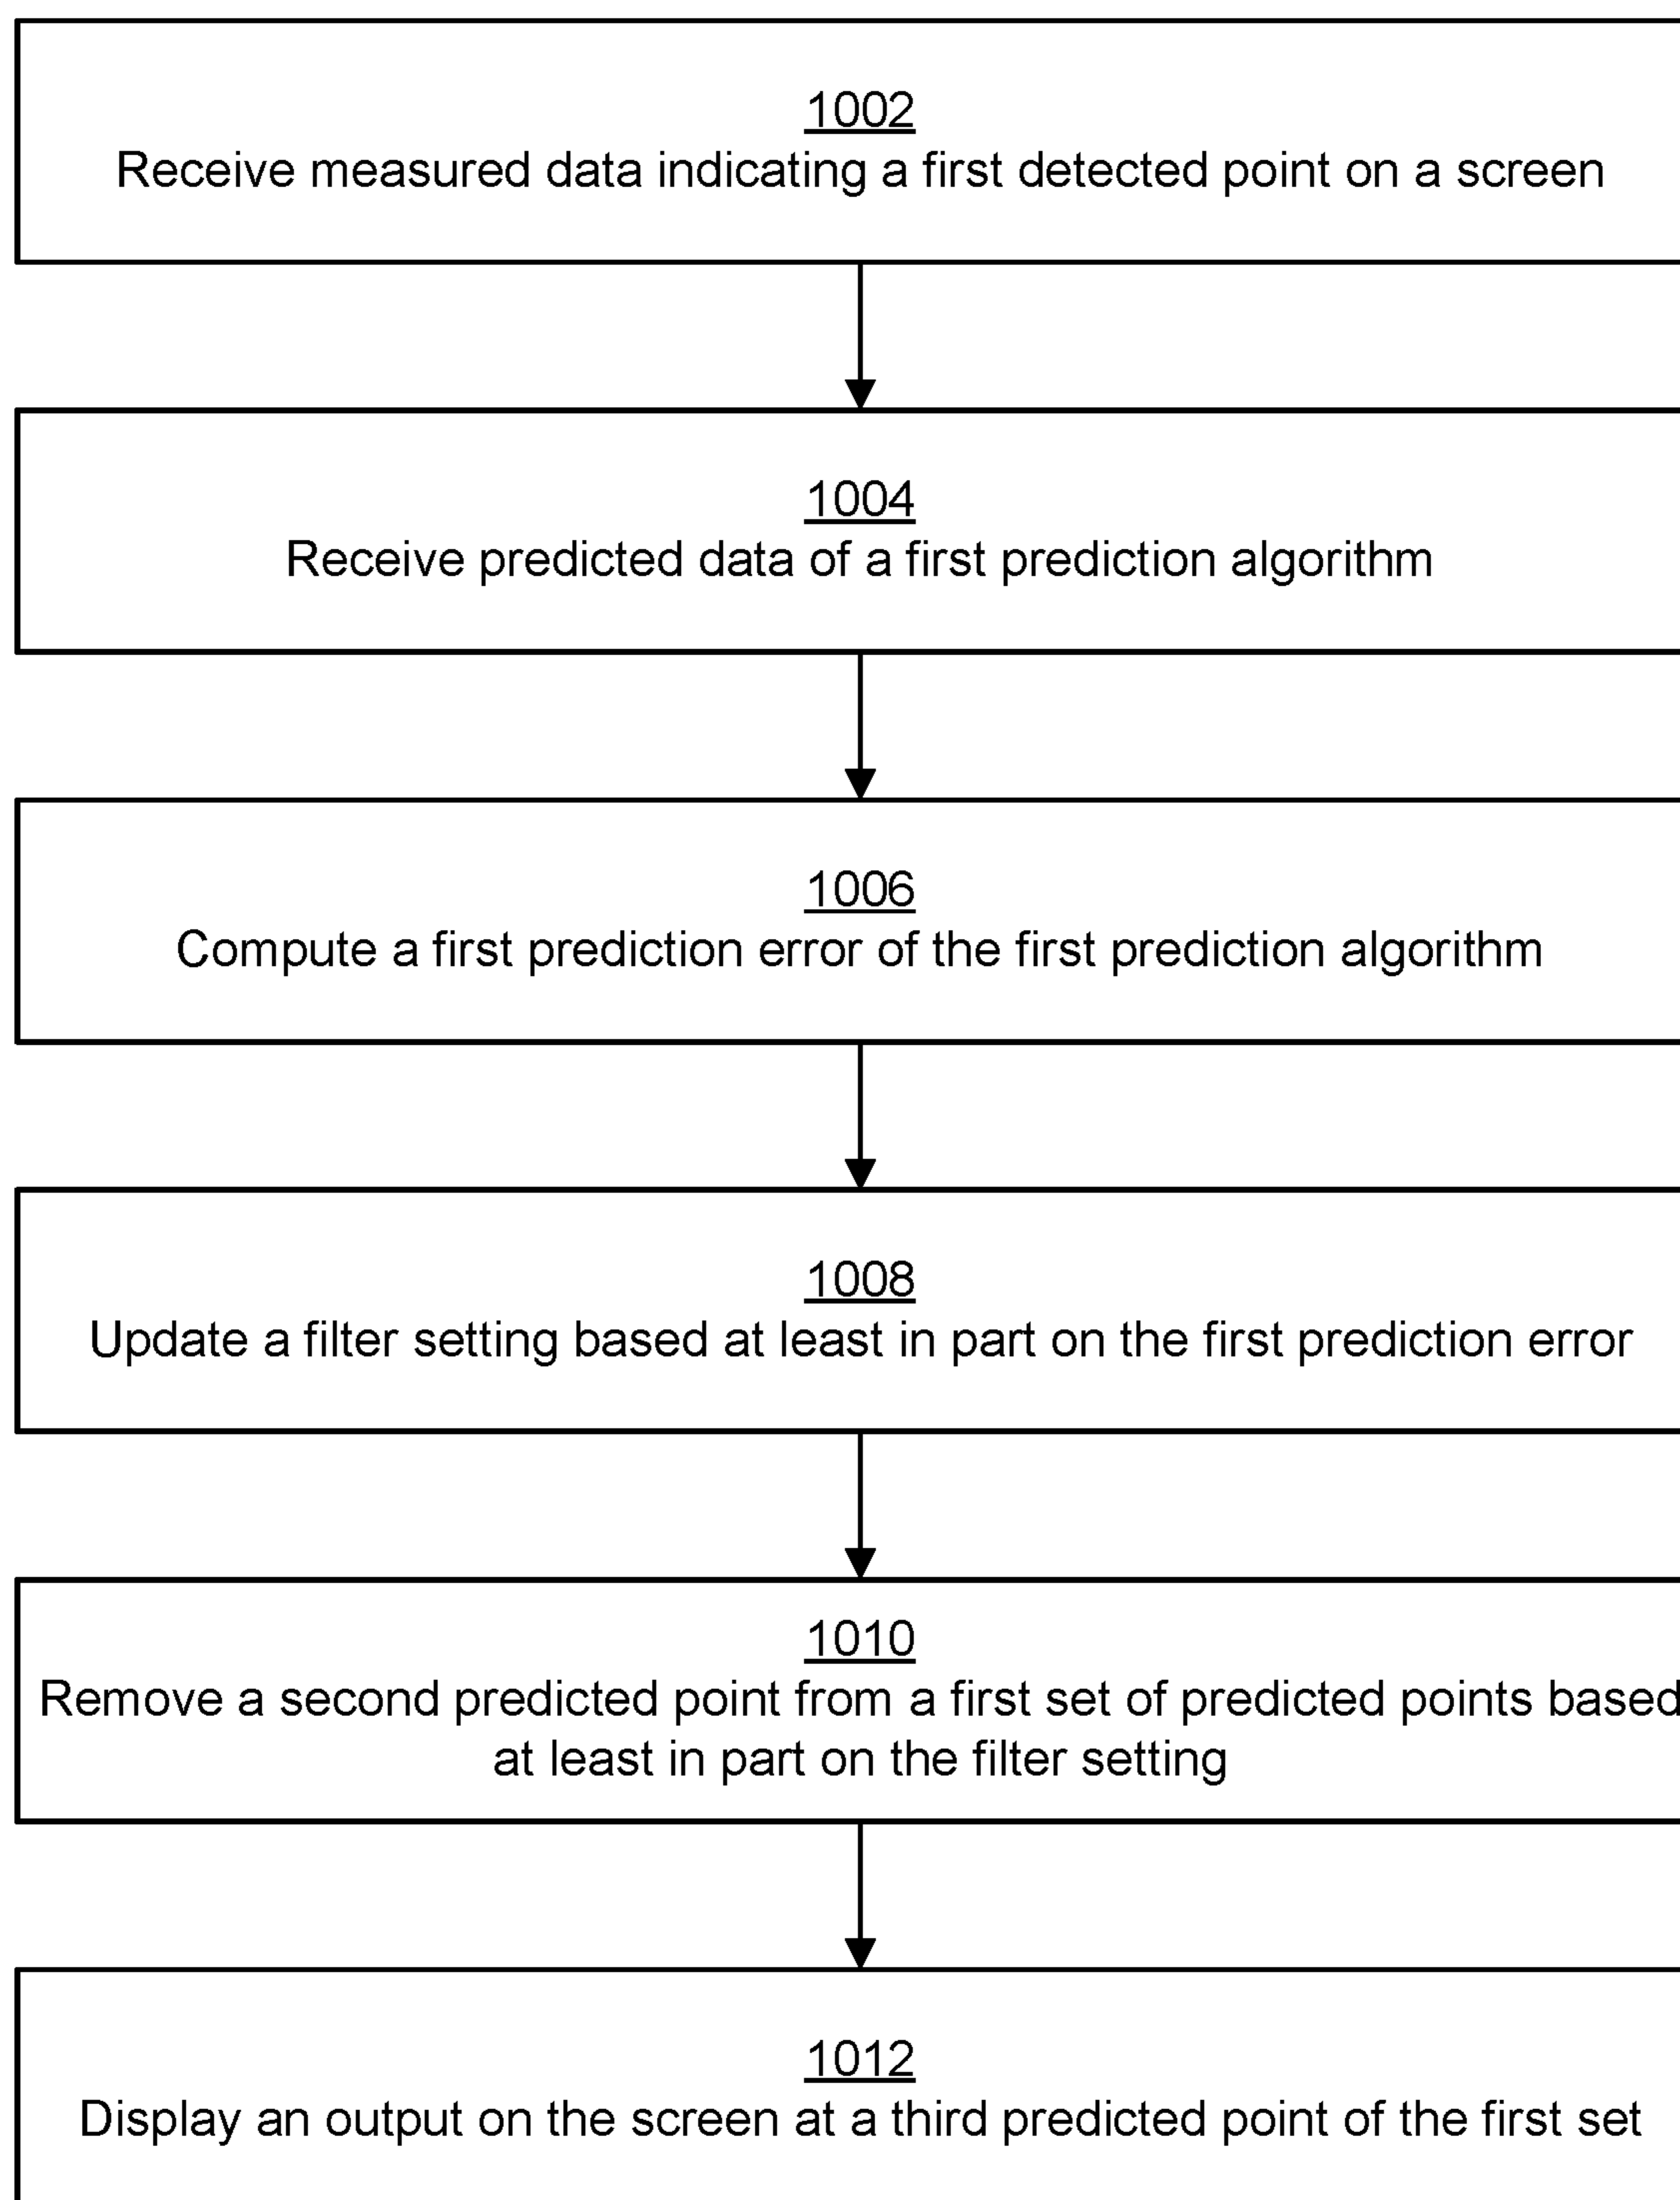 1002
Receive measured data indicating a first detected point on a screen
1004
Receive predicted data of a first prediction algorithm
1006
Compute a first prediction error of the first prediction algorithm
1008
Update a filter setting based at least in part on the first prediction error
1010
Remove a second predicted point from a first set of predicted points based
at least in part on the filter setting
1012
Display an output on the screen at a third predicted point of the first set